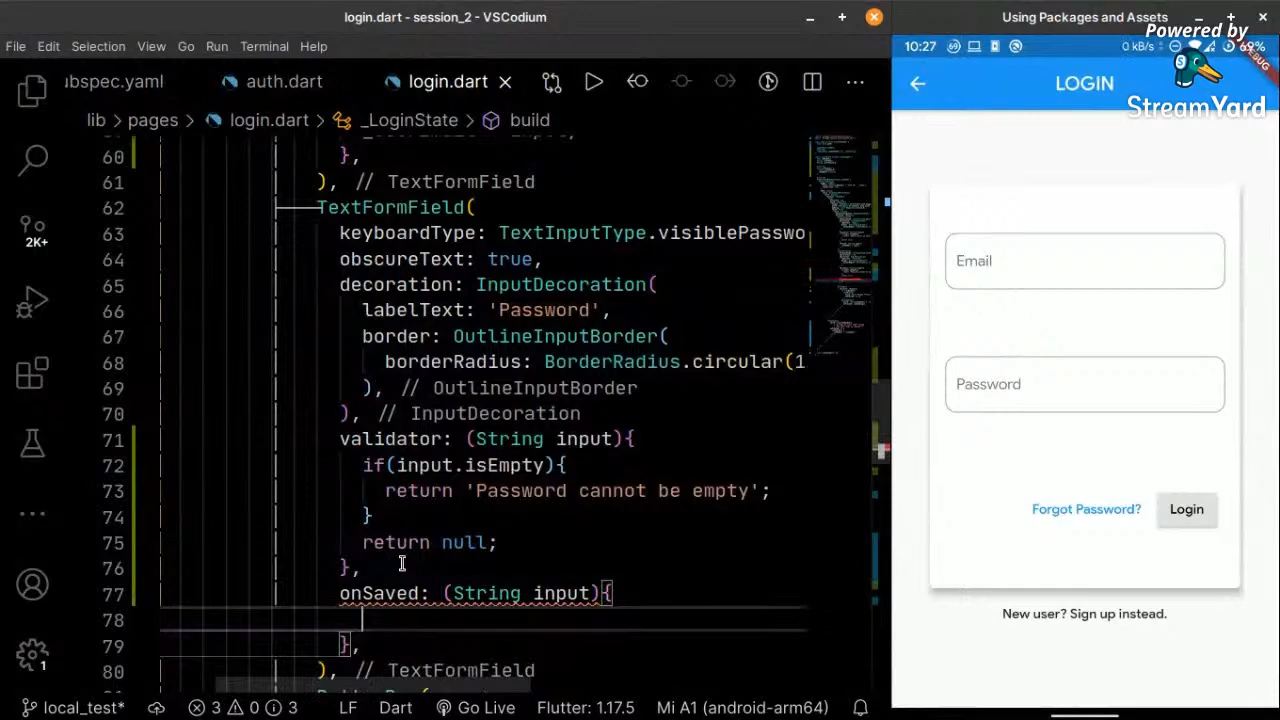 login.dart - session_2 - VSCodium
File Edit Selection View Go Run Terminal Help
ubspec.yaml auth.dart login.dart
lib > pages > login.dart > _LoginState > build
60 },
61 ), // TextFormField
62 TextFormField(
63 keyboardType: TextInputType.visiblePasswo
64 obscureText: true,
65 decoration: InputDecoration(
66 labelText: 'Password',
67 border: OutlineInputBorder(
68 borderRadius: BorderRadius.circular(1
69 ), // OutlineInputBorder
70 ), // InputDecoration
71 validator: (String input){
72 if(input.isEmpty){
73 return 'Password cannot be empty';
74 }
75 return null;
76 },
77 onSaved: (String input){
78
79 },
80 ), // TextFormField
2K+
1
local_test* 3 0 3 LF Dart Go Live Flutter: 1.17.5 Mi A1 (android-arm64)
Using Packages and Assets
Powered by
StreamYard
10:27 69 0 kB/s 69%
DEBUG
LOGIN
Email
Password
Forgot Password? Login
New user? Sign up instead.